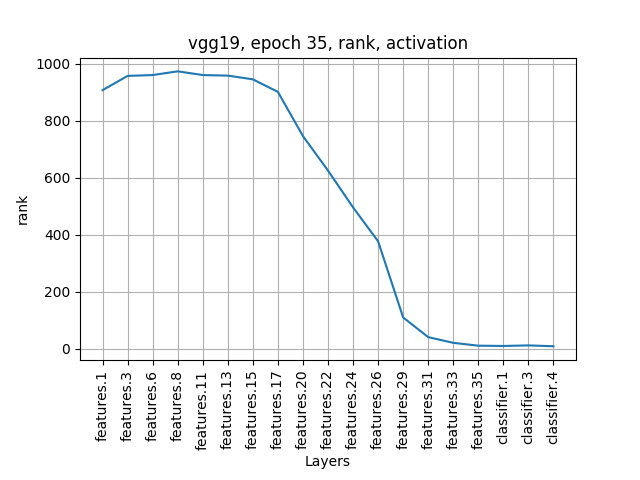 vgg19, epoch 35, rank, activation
1000
800
600
400
200
0
rank
features.1
features.3
features.6
features.8
features.11
features.13
features.15
features.17
features.20
features.22
features.24
features.26
features.29
features.31
features.33
features.35
classifier.1
classifier.3
classifier.4
Layers